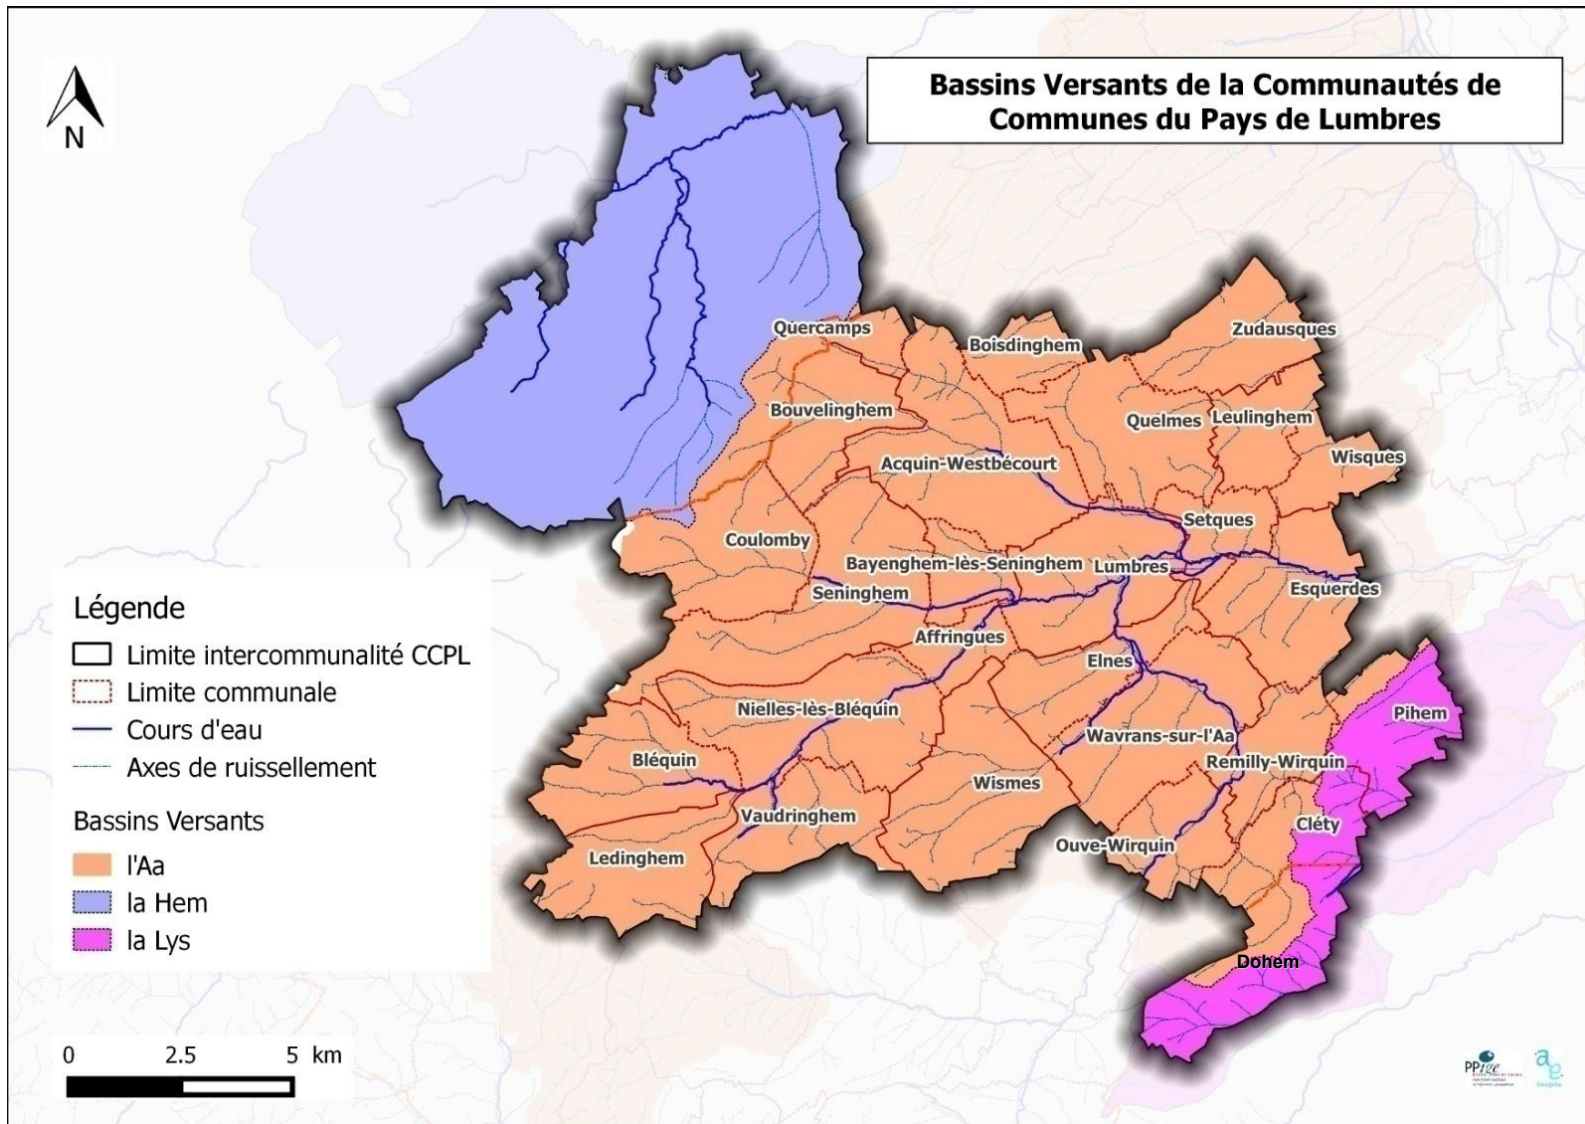 Bassins Versants de la Communautés de
Communes du Pays de Lumbres
N
Quercamps
Zudausques
Boisdinghem
Bouvelinghem
Quelmes
Leulinghem
Acquin-Westbécourt
Wisques
Setques
Coulomby
Bayenghem-lès-Seninghem
Lumbres
Seninghem
Esquerdes
Affringues
Elnes
Nielles-lès-Bléquin
Pihem
Wavrans-sur-l'Aa
Bléquin
Remilly-Wirquin
Wismes
Vaudringhem
Cléty
Ouve-Wirquin
Ledinghem
Dohem
Légende
Limite intercommunalité CCPL
Limite communale
Cours d'eau
Axes de ruissellement
Bassins Versants
l'Aa
la Hem
la Lys
0 2.5 5 km
PPige